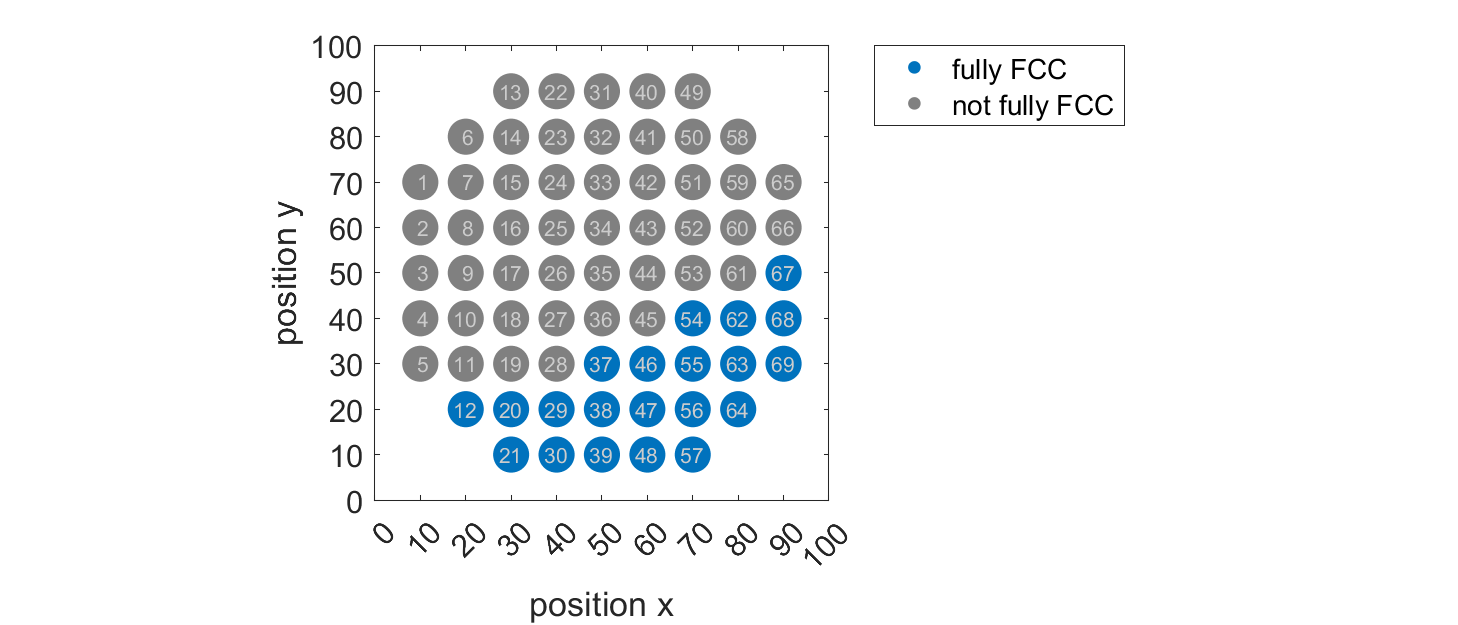 100
90
80
70
60
50
40
30
20
10
0
position y
13 22 31 40 49
6 14 23 32 41 50 58
1 7 15 24 33 42 51 59 65
2 8 16 25 34 43 52 60 66
3 9 17 26 35 44 53 61 67
4 10 18 27 36 45 54 62 68
5 11 19 28 37 46 55 63 69
12 20 29 38 47 56 64
21 30 39 48 57
0 10 20 30 40 50 60 70 80 90 100
position x
fully FCC
not fully FCC